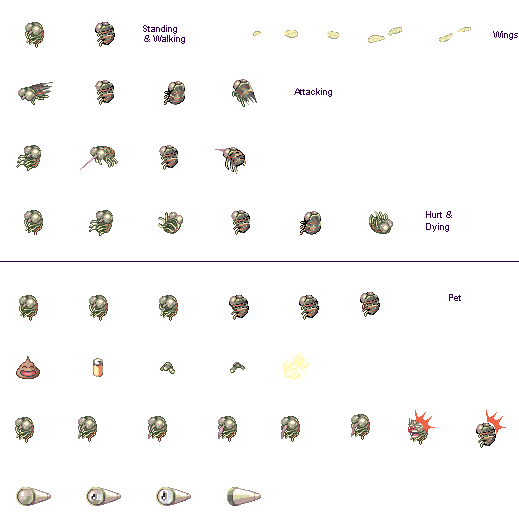 Standing
& Walking
Wings
Attacking
Hurt &
Dying
Pet